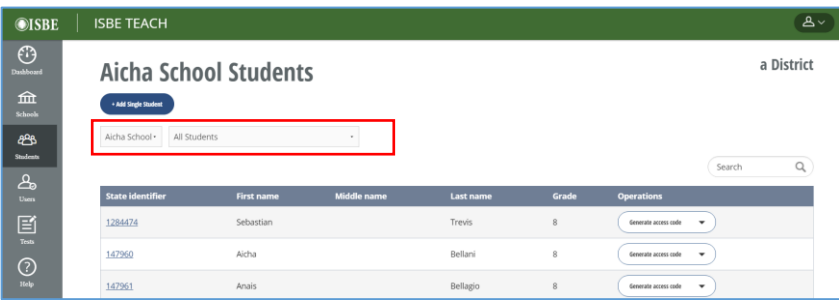 ISBE ISBE TEACH
Dashboard
Schools
Students
Users
Tests
Help
Aicha School Students
a District
+ Add Single Student
Aicha School All Students
Search
State identifier First name Middle name Last name Grade Operations
1284474 Sebastian Trevis 8 Generate access code
147960 Aicha Bellani 8 Generate access code
147961 Anais Bellagio 8 Generate access code